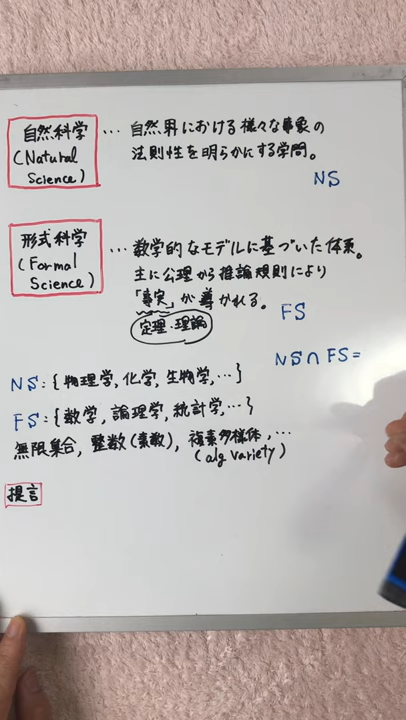 自然科学
(Natural
Science)
… 自然界における様々な事象の
法則性を明らかにする学問。
NS
形式科学
(Formal
Science)
… 数学的なモデルに基づいた体系。
主に公理から推論規則により
「事実」が導かれる。
定理・理論
FS
NS∩FS=
NS:{物理学,化学,生物学,…}
FS:{数学,論理学,統計学,…}
無限集合,整数(素数),複素多様体,…
(alg variety)
提言